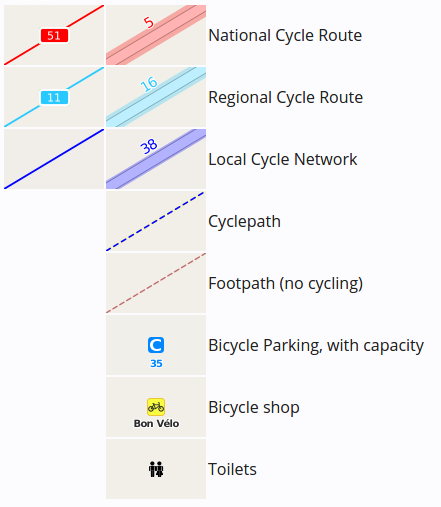 51 5 National Cycle Route
11 16 Regional Cycle Route
38 Local Cycle Network
Cyclepath
Footpath (no cycling)
C Bicycle Parking, with capacity
35
Bicycle shop
Bon Vélo
Toilets